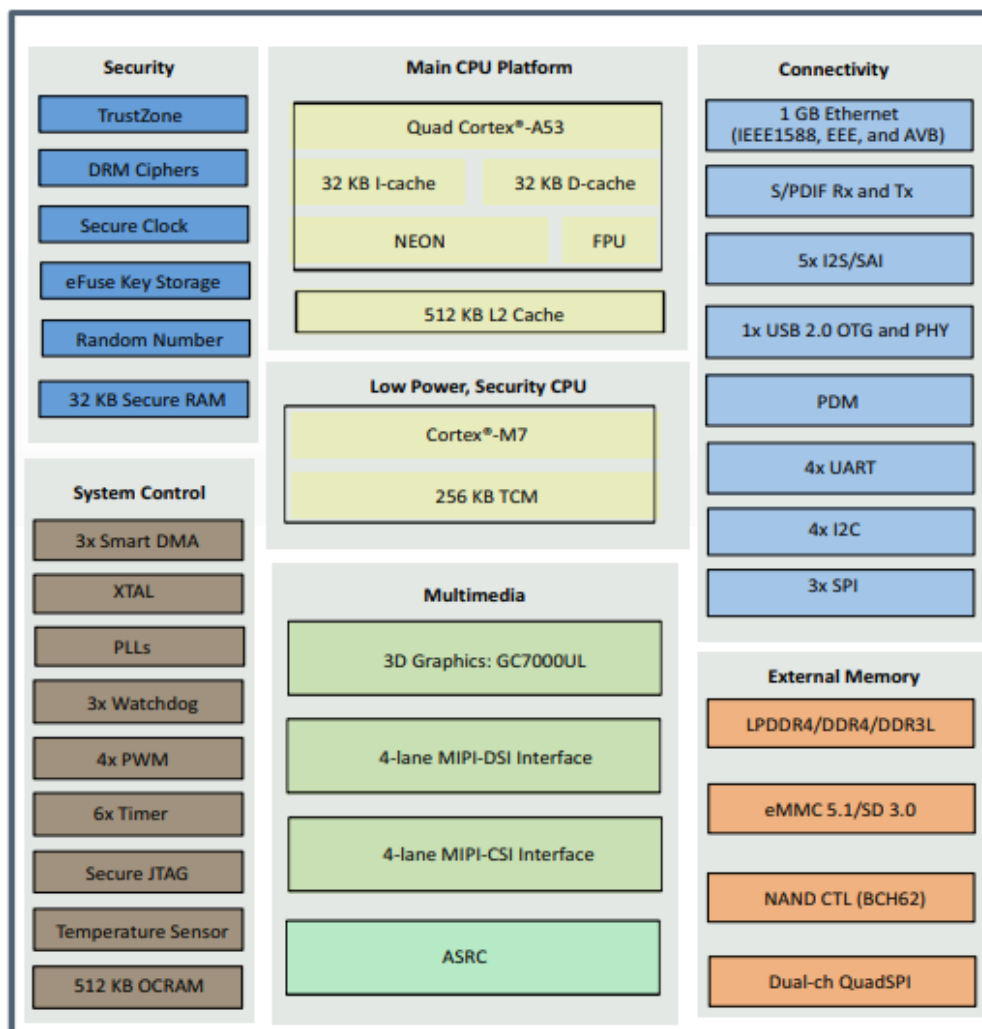 Security
TrustZone
DRM Ciphers
Secure Clock
eFuse Key Storage
Random Number
32 KB Secure RAM
System Control
3x Smart DMA
XTAL
PLLs
3x Watchdog
4x PWM
6x Timer
Secure JTAG
Temperature Sensor
512 KB OCRAM
Main CPU Platform
Quad Cortex®-A53
32 KB I-cache
32 KB D-cache
NEON
FPU
512 KB L2 Cache
Low Power, Security CPU
Cortex®-M7
256 KB TCM
Multimedia
3D Graphics: GC7000UL
4-lane MIPI-DSI Interface
4-lane MIPI-CSI Interface
ASRC
Connectivity
1 GB Ethernet
(IEEE1588, EEE, and AVB)
S/PDIF Rx and Tx
5x I2S/SAI
1x USB 2.0 OTG and PHY
PDM
4x UART
4x I2C
3x SPI
External Memory
LPDDR4/DDR4/DDR3L
eMMC 5.1/SD 3.0
NAND CTL (BCH62)
Dual-ch QuadSPI